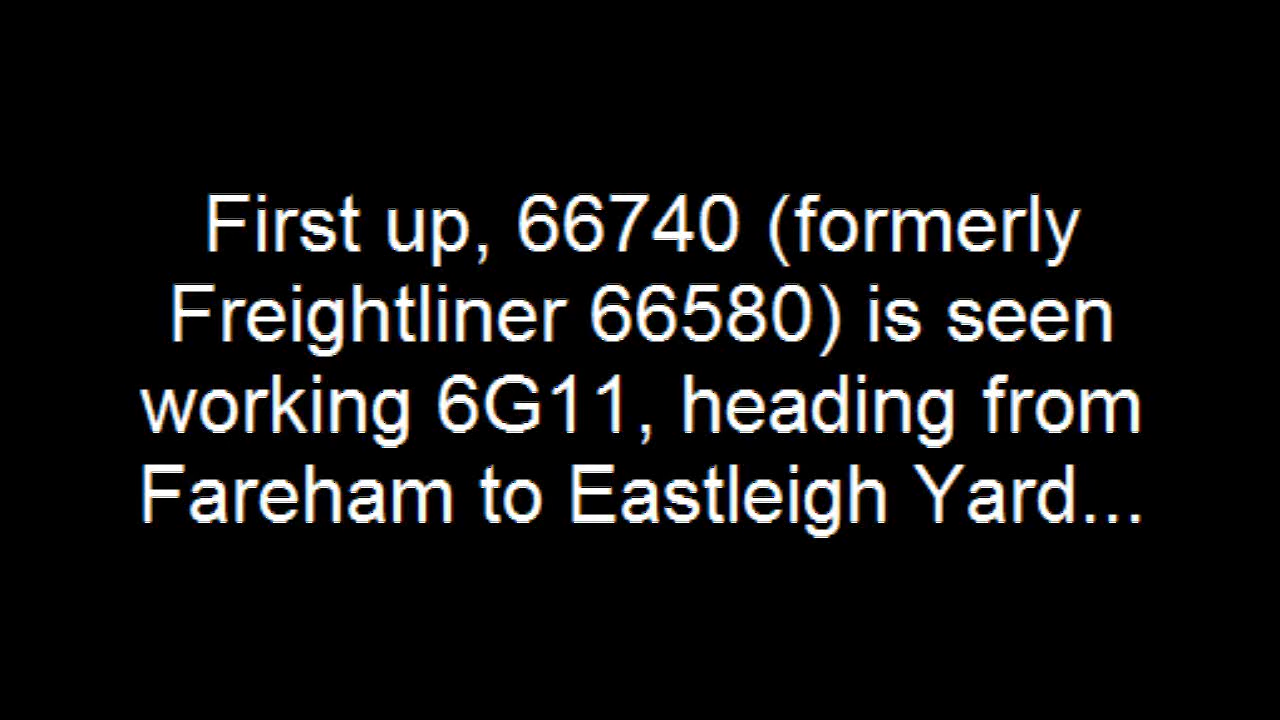 First up, 66740 (formerly
Freightliner 66580) is seen
working 6G11, heading from
Fareham to Eastleigh Yard...